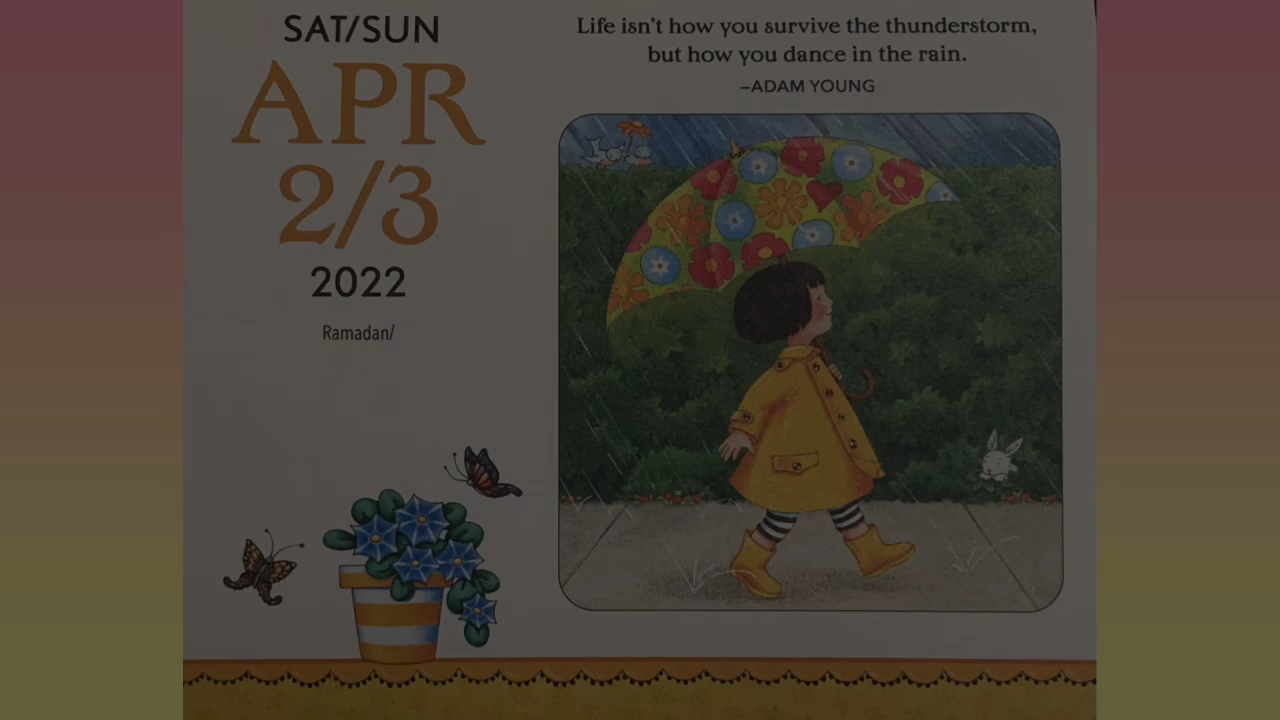 SAT/SUN
APR
2/3
2022
Ramadan/
Life isn't how you survive the thunderstorm,
but how you dance in the rain.
–ADAM YOUNG